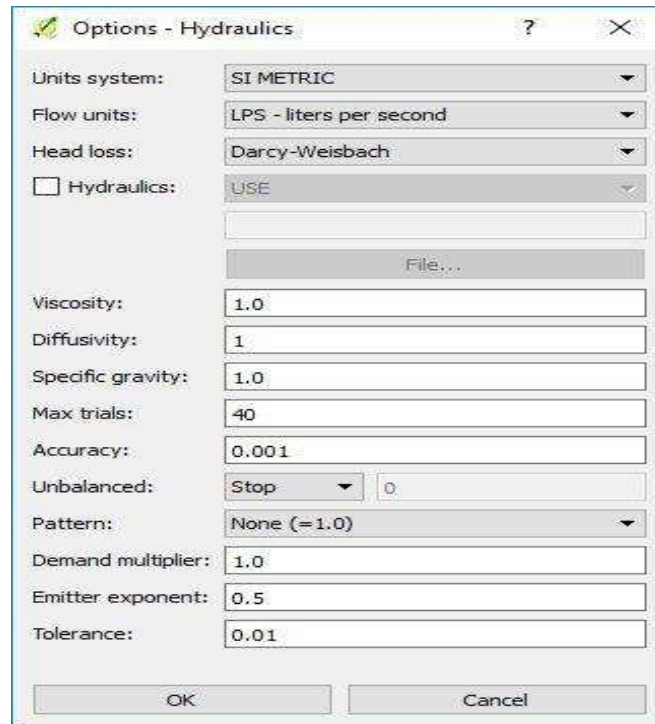 Options - Hydraulics ?
Units system: SI METRIC
Flow units: LPS - liters per second
Head loss: Darcy-Weisbach
Hydraulics: USE
File...
Viscosity: 1.0
Diffusivity: 1
Specific gravity: 1.0
Max trials: 40
Accuracy: 0.001
Unbalanced: Stop 0
Pattern: None (=1.0)
Demand multiplier: 1.0
Emitter exponent: 0.5
Tolerance: 0.01
OK Cancel